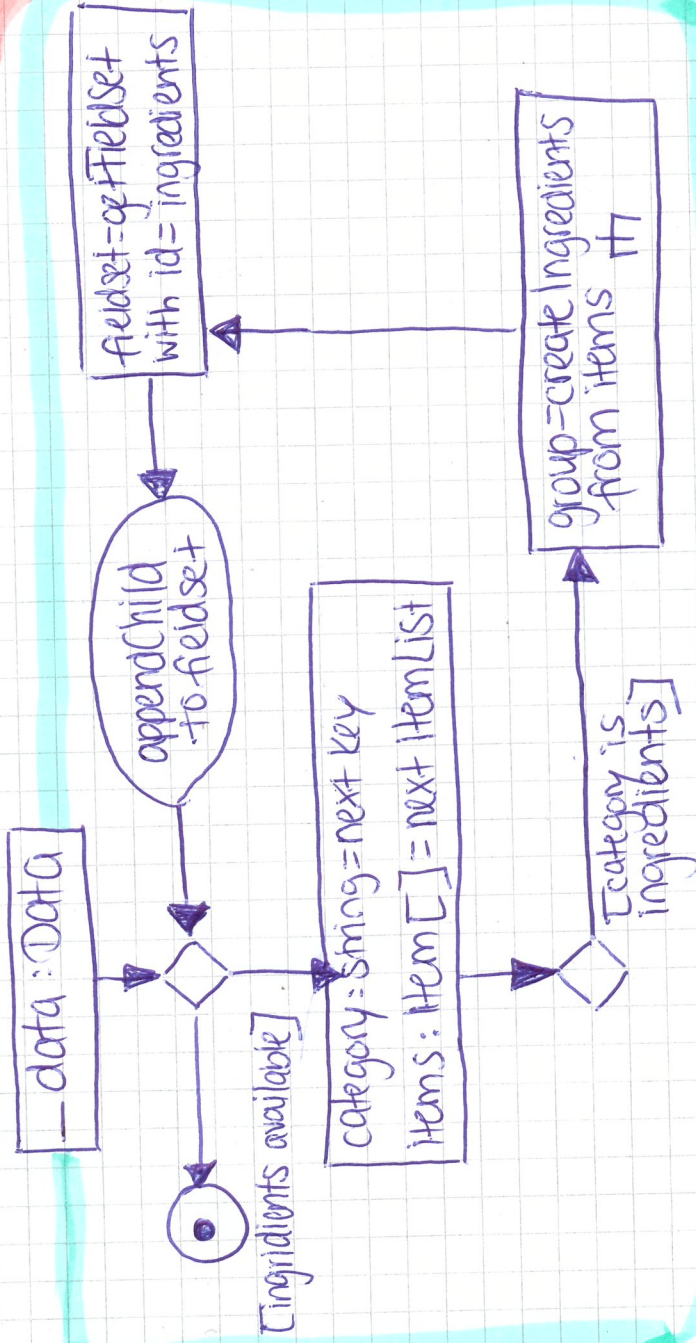 _data : Data
[ingridients available]
category: string = next key
items: item [] = next itemList
[category is
ingredients]
group = create Ingredients
from items
fieldset = getFieldset
with id = ingredients
appendChild
to fieldset